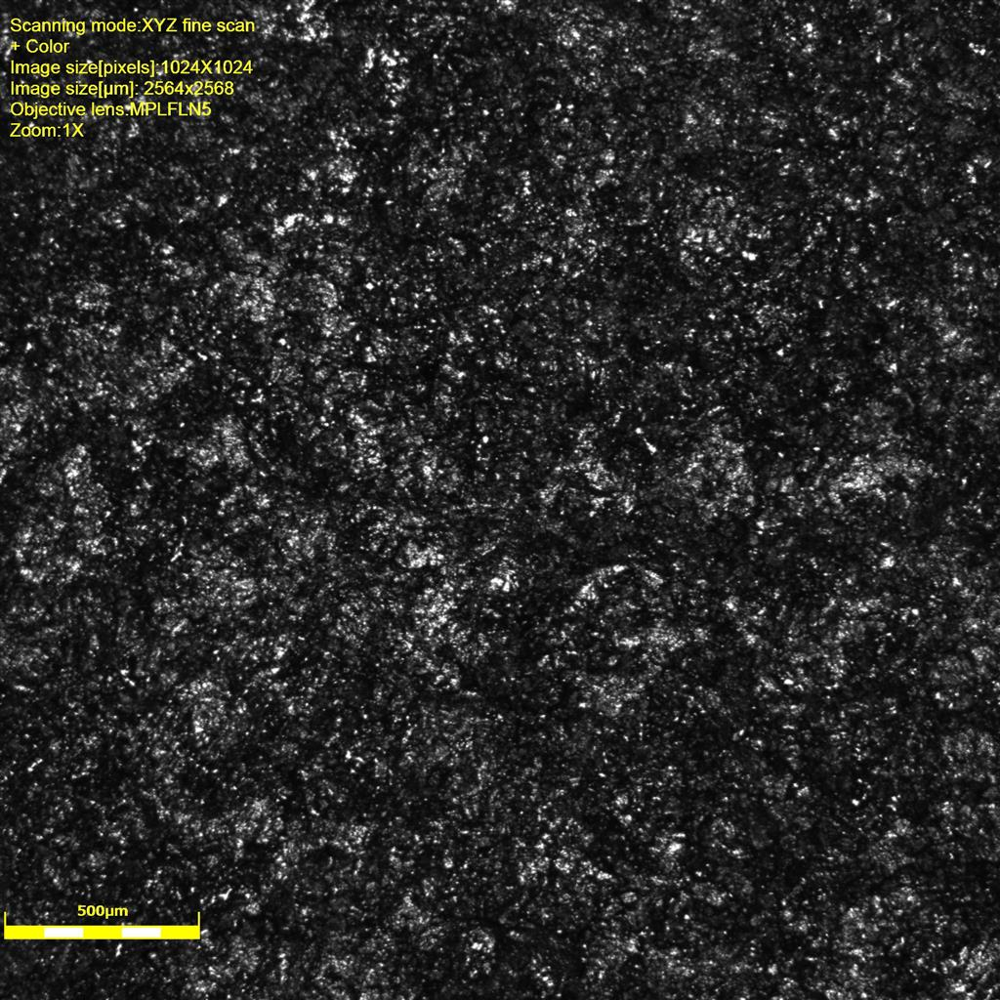 Scanning mode:XYZ fine scan
+ Color
Image size[pixels]:1024X1024
Image size[µm]: 2564x2568
Objective lens:MPLFLN5
Zoom:1X
500µm